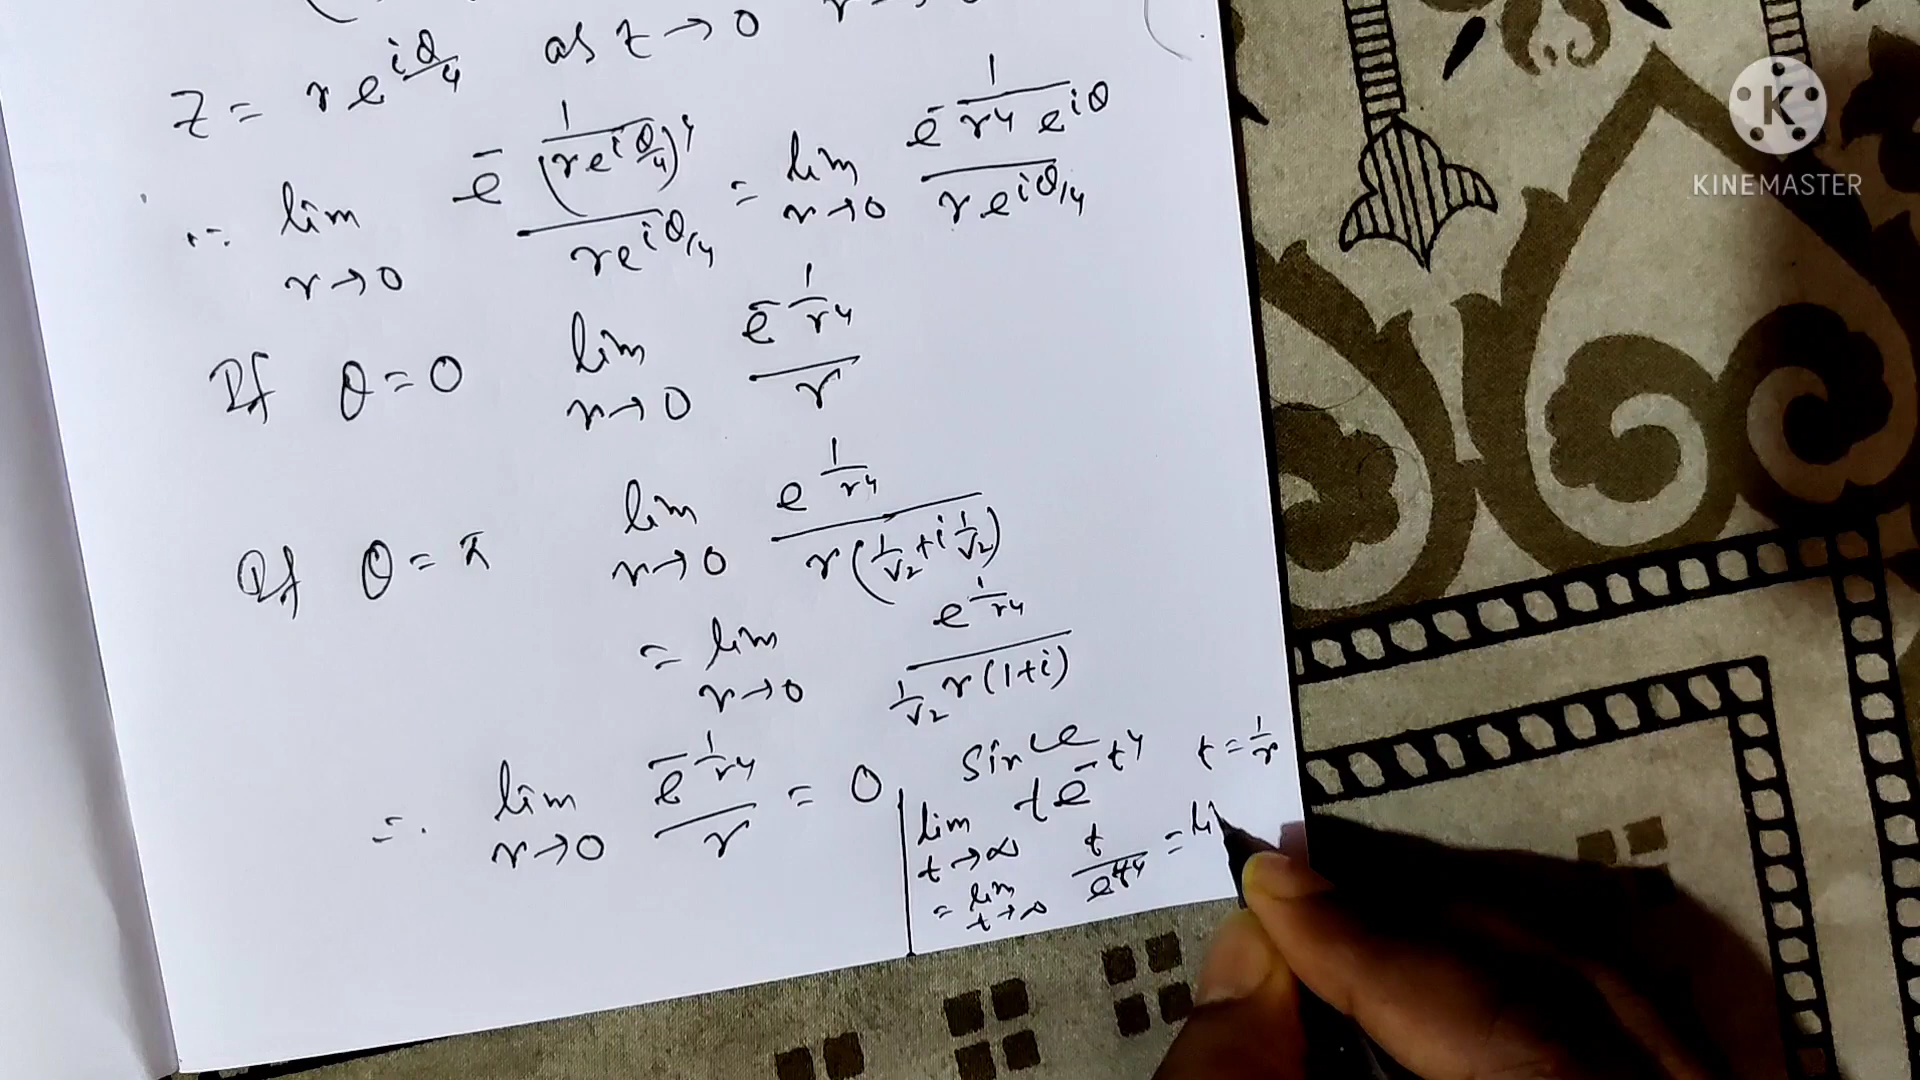 z = r e^{iθ/4} as z → 0
∴ lim_{r→0} e^{-1/(re^{iθ/4})^4} / re^{iθ/4} = lim_{r→0} e^{-1/(r^4 e^{iθ})} / re^{iθ/4}
If θ = 0 lim_{r→0} e^{-1/r^4} / r
If θ = π lim_{r→0} e^{1/r^4} / r(1/√2 + i 1/√2)
= lim_{r→0} e^{1/r^4} / 1/√2 r(1+i)
∴ lim_{r→0} e^{-1/r^4} / r = 0
Since t = 1/r
lim_{t→∞} t e^{-t^4}
= lim_{t→∞} t / e^{t^4} = li
KINEMASTER